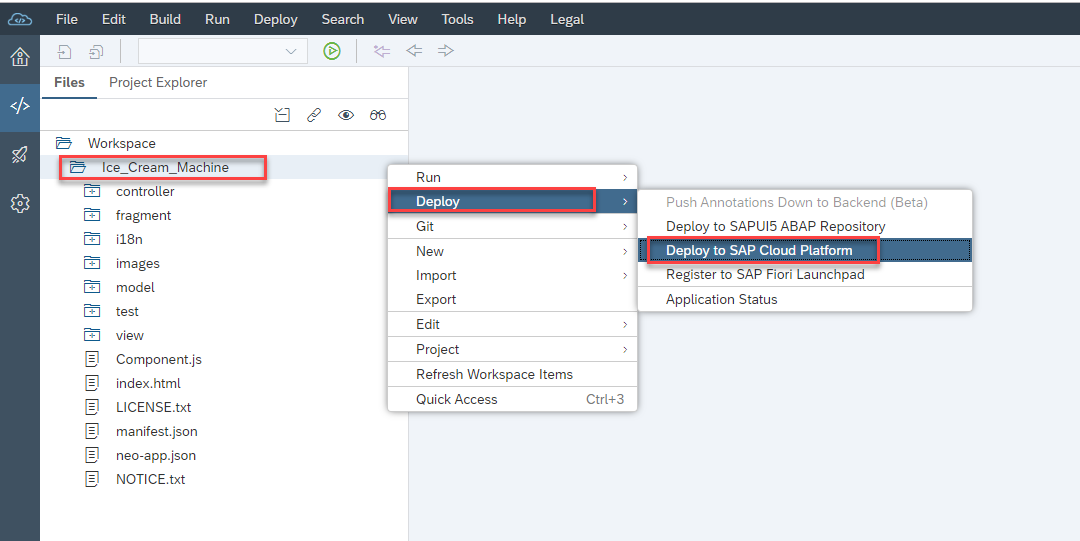 File Edit Build Run Deploy Search View Tools Help Legal
Files Project Explorer
Workspace
Ice_Cream_Machine
controller
fragment
i18n
images
model
test
view
Component.js
index.html
LICENSE.txt
manifest.json
neo-app.json
NOTICE.txt
Run
Deploy
Git
New
Import
Export
Edit
Project
Refresh Workspace Items
Quick Access Ctrl+3
Push Annotations Down to Backend (Beta)
Deploy to SAPUI5 ABAP Repository
Deploy to SAP Cloud Platform
Register to SAP Fiori Launchpad
Application Status